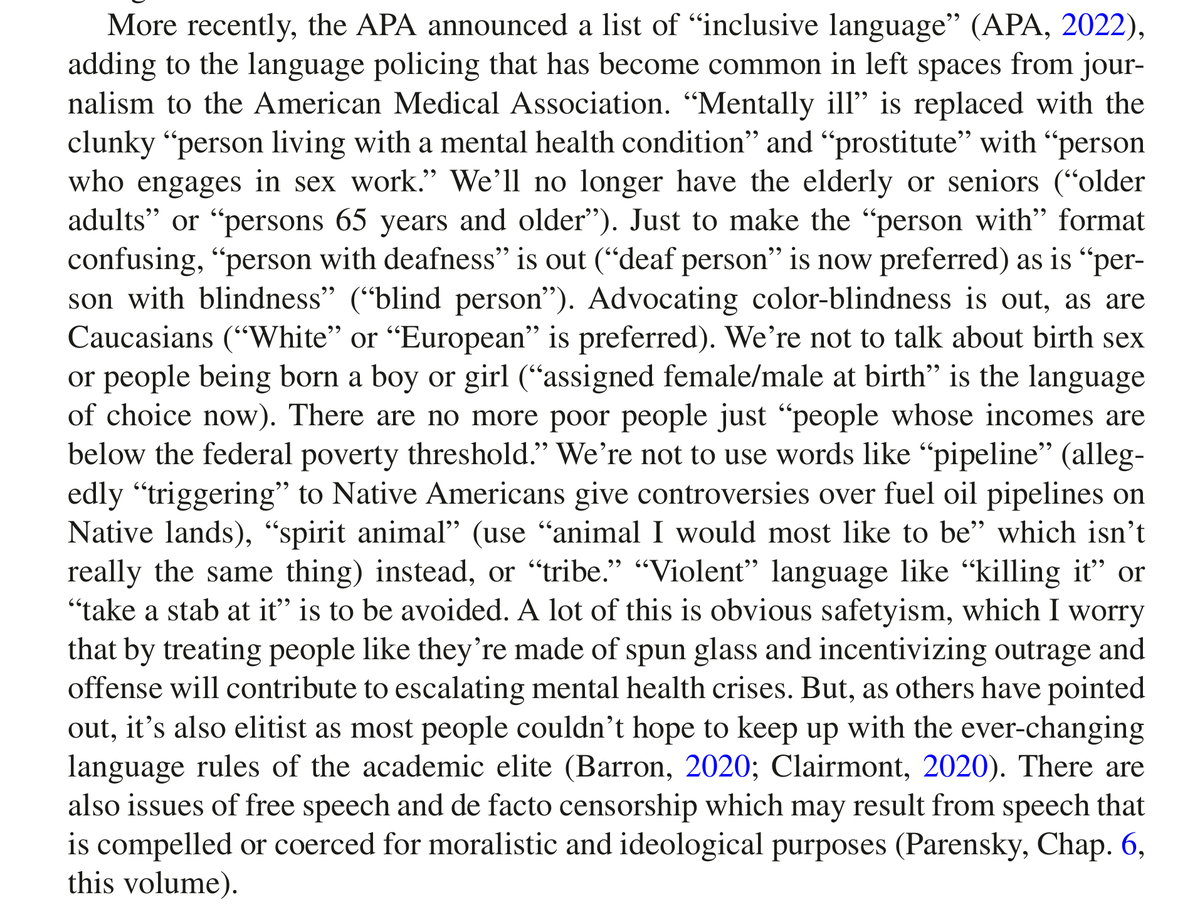 More recently, the APA announced a list of “inclusive language” (APA, 2022),
adding to the language policing that has become common in left spaces from jour-
nalism to the American Medical Association. “Mentally ill” is replaced with the
clunky “person living with a mental health condition” and “prostitute” with “person
who engages in sex work.” We’ll no longer have the elderly or seniors (“older
adults” or “persons 65 years and older”). Just to make the “person with” format
confusing, “person with deafness” is out (“deaf person” is now preferred) as is “per-
son with blindness” (“blind person”). Advocating color-blindness is out, as are
Caucasians (“White” or “European” is preferred). We’re not to talk about birth sex
or people being born a boy or girl (“assigned female/male at birth” is the language
of choice now). There are no more poor people just “people whose incomes are
below the federal poverty threshold.” We’re not to use words like “pipeline” (alleg-
edly “triggering” to Native Americans give controversies over fuel oil pipelines on
Native lands), “spirit animal” (use “animal I would most like to be” which isn’t
really the same thing) instead, or “tribe.” “Violent” language like “killing it” or
“take a stab at it” is to be avoided. A lot of this is obvious safetyism, which I worry
that by treating people like they’re made of spun glass and incentivizing outrage and
offense will contribute to escalating mental health crises. But, as others have pointed
out, it’s also elitist as most people couldn’t hope to keep up with the ever-changing
language rules of the academic elite (Barron, 2020; Clairmont, 2020). There are
also issues of free speech and de facto censorship which may result from speech that
is compelled or coerced for moralistic and ideological purposes (Parensky, Chap. 6,
this volume).